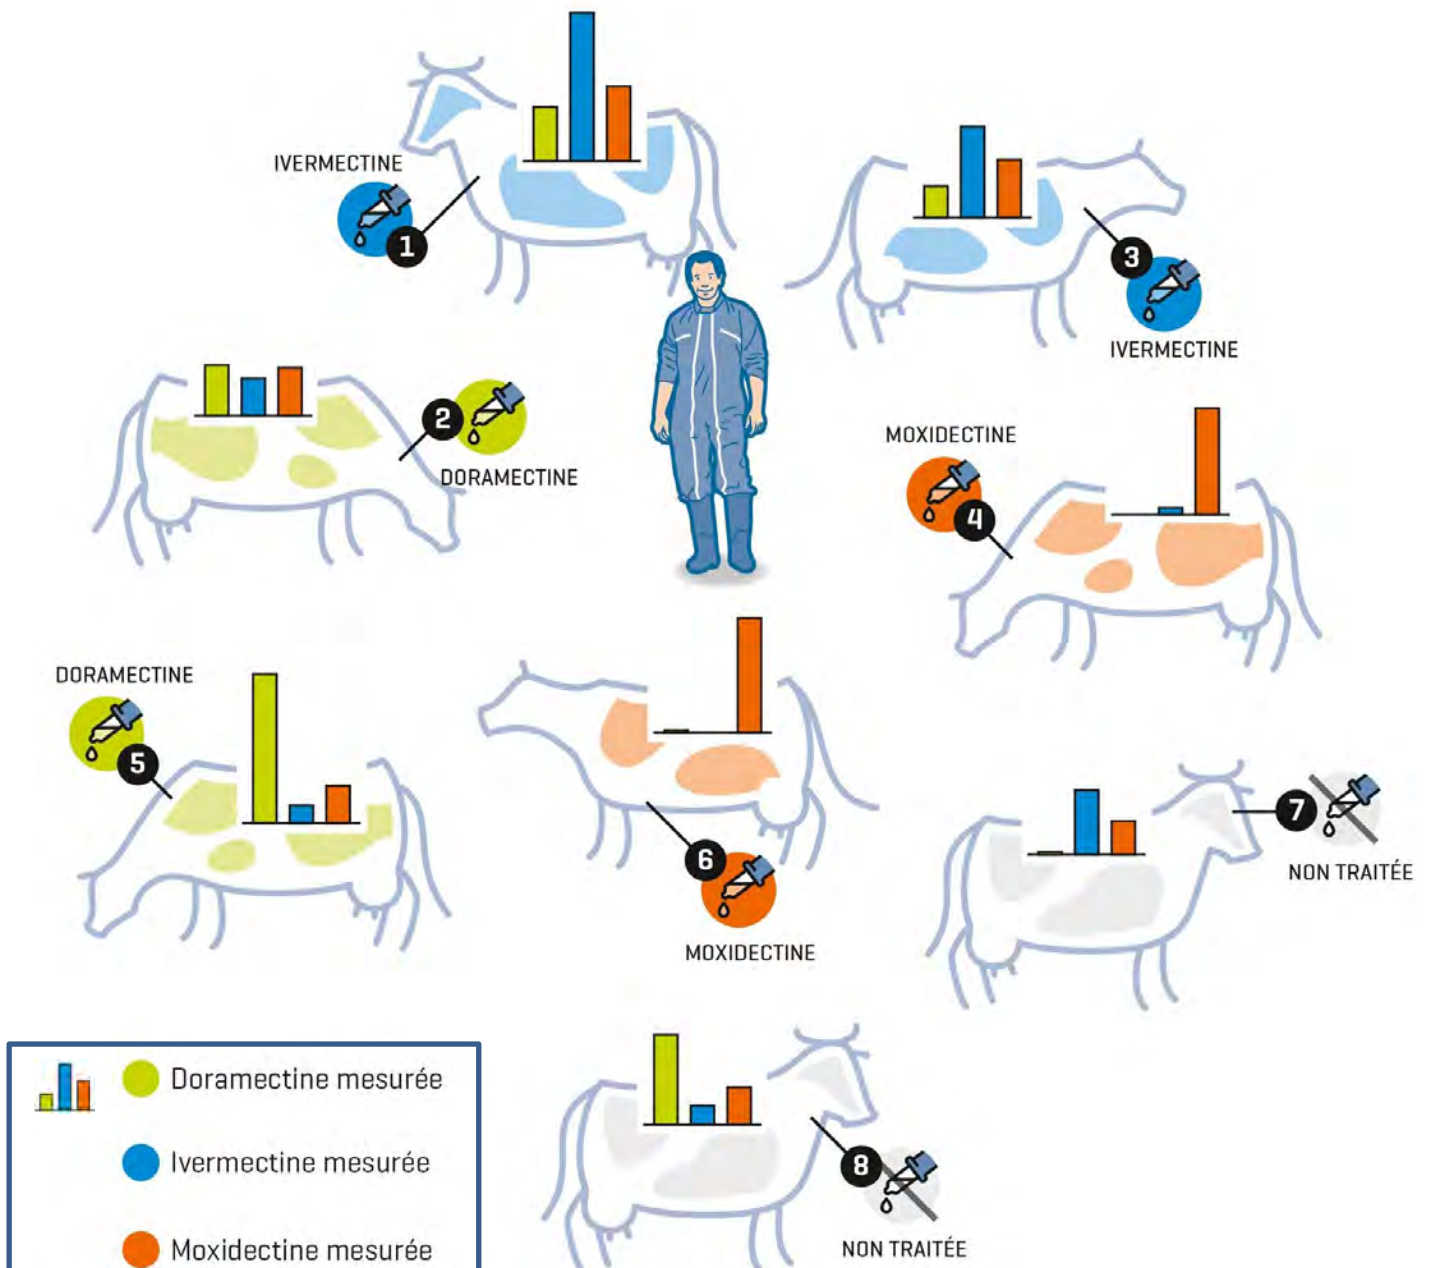 IVERMECTINE
1
3
IVERMECTINE
2
DORAMECTINE
MOXIDECTINE
4
DORAMECTINE
5
6
MOXIDECTINE
7
NON TRAITÉE
8
NON TRAITÉE
Doramectine mesurée
Ivermectine mesurée
Moxidectine mesurée